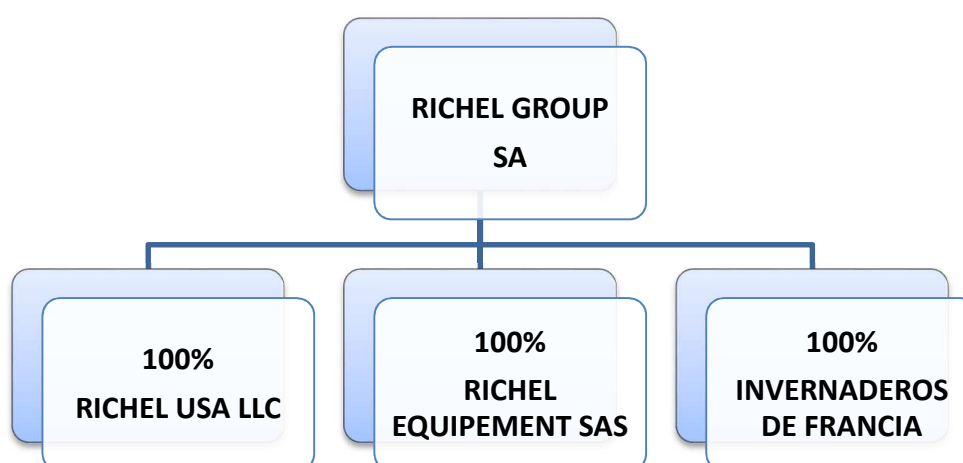 RICHEL GROUP
SA
100%
RICHEL USA LLC
100%
RICHEL
EQUIPEMENT SAS
100%
INVERNADEROS
DE FRANCIA